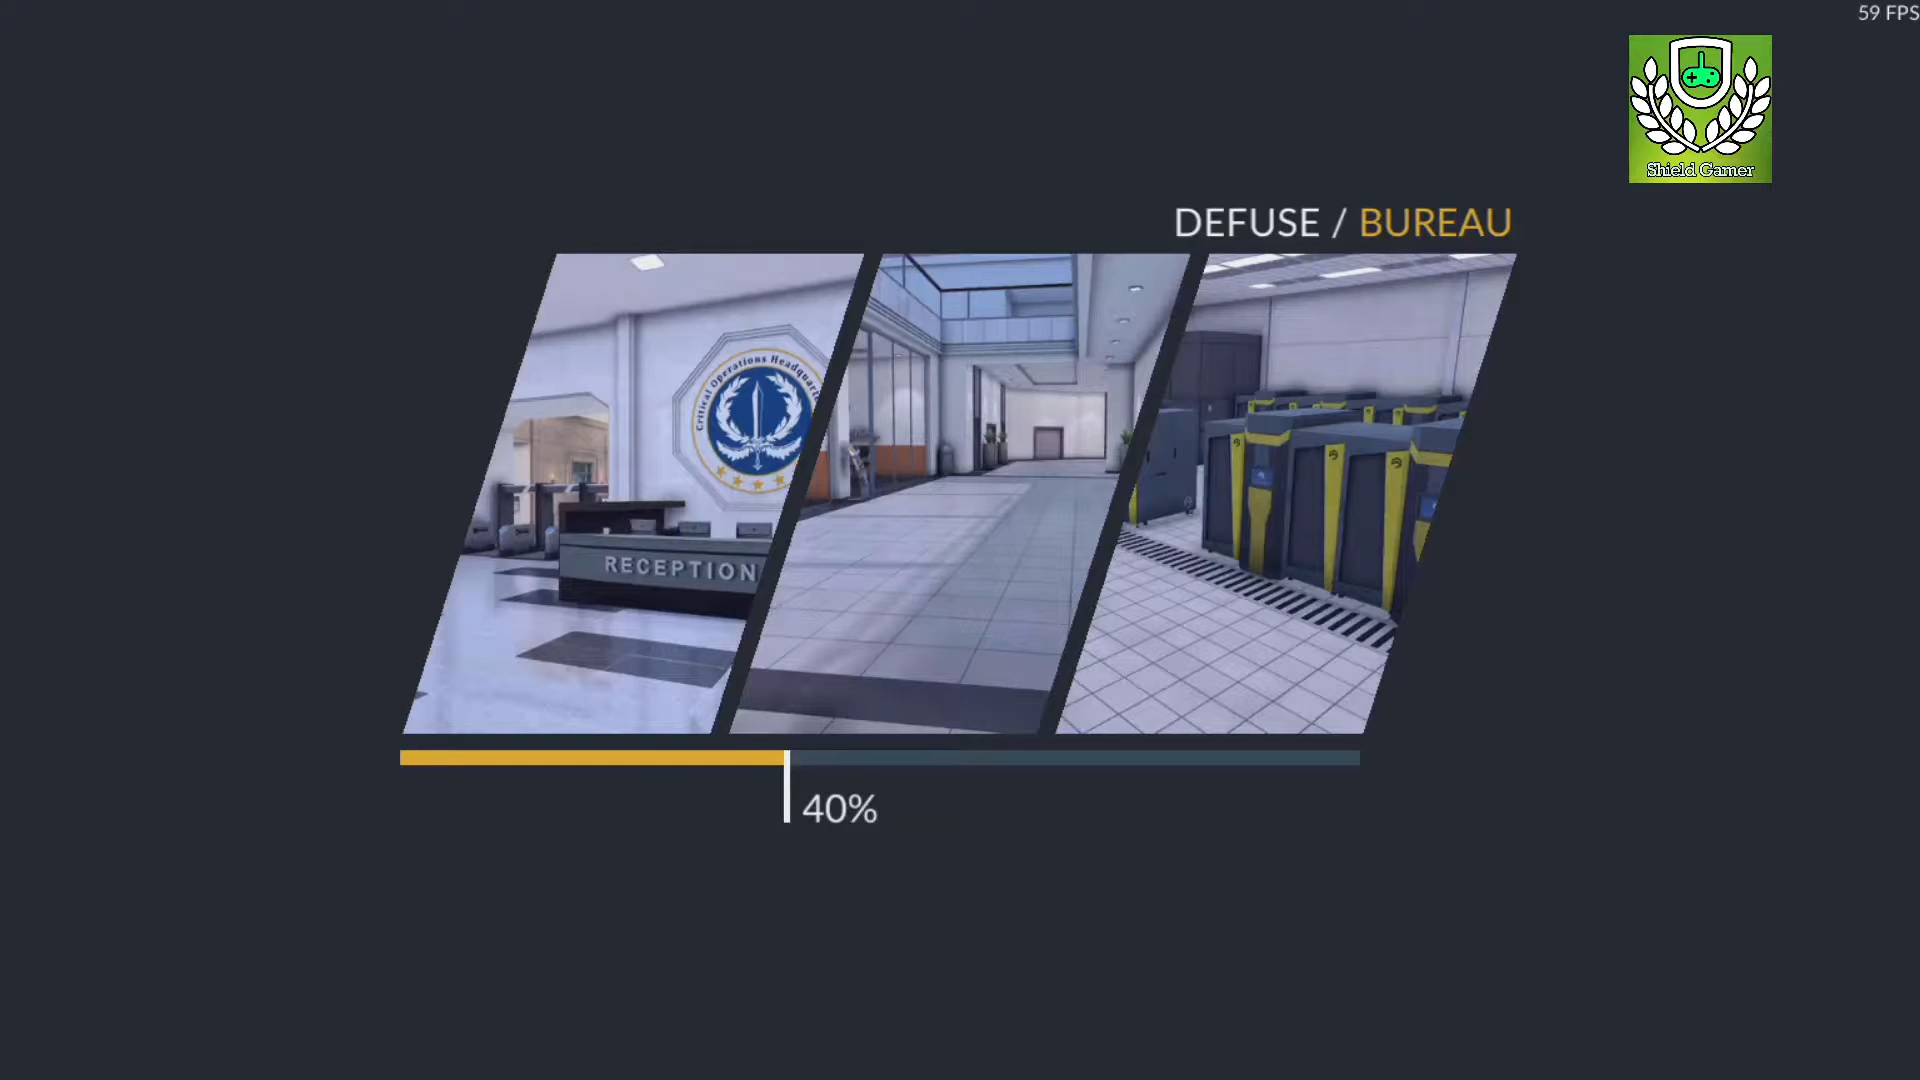 59 FPS
Shield Gamer
DEFUSE / BUREAU
Critical Operations Headquarters
RECEPTION
40%